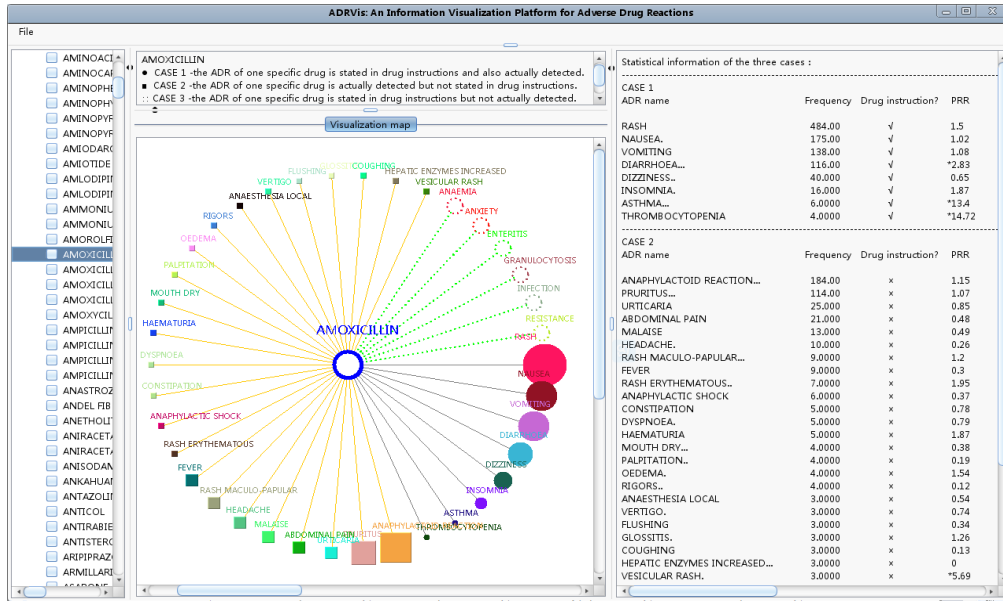 ADRVis: An Information Visualization Platform for Adverse Drug Reactions
File
AMINOACI
AMINOCAP
AMINOPHE
AMINOPHY
AMINOPYR
AMINOPYR
AMIODARC
AMIOTIDE
AMLODIPII
AMLODIPII
AMMONIU
AMMONIU
AMOROLFI
AMOXICILL
AMOXICILL
AMOXICILL
AMOXICILL
AMOXYCIL
AMPICILLIN
AMPICILLIN
AMPICILLIN
AMPICILLIN
ANASTROZ
ANDEL FIB
ANETHOLIT
ANIRACETA
ANIRACETA
ANISODAM
ANKAHUAN
ANTAZOLII
ANTICOL
ANTIRABIE
ANTISTERC
ARIPIPRAZ
ARMILLARI
AMOXICILLIN
● CASE 1 -the ADR of one specific drug is stated in drug instructions and also actually detected.
■ CASE 2 -the ADR of one specific drug is actually detected but not stated in drug instructions.
:: CASE 3 -the ADR of one specific drug is stated in drug instructions but not actually detected.
Visualization map
GLOSSITIS
COUGHING
FLUSHING
HEPATIC ENZYMES INCREASED
VERTIGO
VESICULAR RASH
ANAESTHESIA LOCAL
ANAEMIA
RIGORS
ANXIETY
OEDEMA
ENTERITIS
PALPITATION
GRANULOCYTOSIS
MOUTH DRY
INFECTION
HAEMATURIA
RESISTANCE
AMOXICILLIN
RASH
DYSPNOEA
NAUSEA
CONSTIPATION
VOMITING
ANAPHYLACTIC SHOCK
DIARRHOEA
RASH ERYTHEMATOUS
FEVER
DIZZINESS
RASH MACULO-PAPULAR
INSOMNIA
HEADACHE
ASTHMA
MALAISE
THROMBOCYTOPENIA
ABDOMINAL PAIN
URTICARIA
PRURITUS
Statistical information of the three cases :
CASE 1
ADR name Frequency Drug instruction? PRR
RASH 484.00 √ 1.5
NAUSEA. 175.00 √ 1.02
VOMITING 138.00 √ 1.08
DIARRHOEA... 116.00 √ *2.83
DIZZINESS.. 40.000 √ 0.65
INSOMNIA. 16.000 √ 1.87
ASTHMA... 6.0000 √ *13.4
THROMBOCYTOPENIA 4.0000 √ *14.72
CASE 2
ADR name Frequency Drug instruction? PRR
ANAPHYLACTOID REACTION... 184.00 × 1.15
PRURITUS... 114.00 × 1.07
URTICARIA 25.000 × 0.85
ABDOMINAL PAIN 21.000 × 0.48
MALAISE 13.000 × 0.49
HEADACHE. 10.000 × 0.26
RASH MACULO-PAPULAR... 9.0000 × 1.2
FEVER 9.0000 × 0.3
RASH ERYTHEMATOUS.. 7.0000 × 1.95
ANAPHYLACTIC SHOCK 6.0000 × 0.37
CONSTIPATION 5.0000 × 0.78
DYSPNOEA. 5.0000 × 0.79
HAEMATURIA 5.0000 × 1.87
MOUTH DRY... 4.0000 × 0.38
PALPITATION.. 4.0000 × 0.19
OEDEMA. 4.0000 × 1.54
RIGORS.. 4.0000 × 0.12
ANAESTHESIA LOCAL 3.0000 × 0.54
VERTIGO. 3.0000 × 0.74
FLUSHING 3.0000 × 0.34
GLOSSITIS. 3.0000 × 1.26
COUGHING 3.0000 × 0.13
HEPATIC ENZYMES INCREASED... 3.0000 × 0
VESICULAR RASH. 3.0000 × *5.69